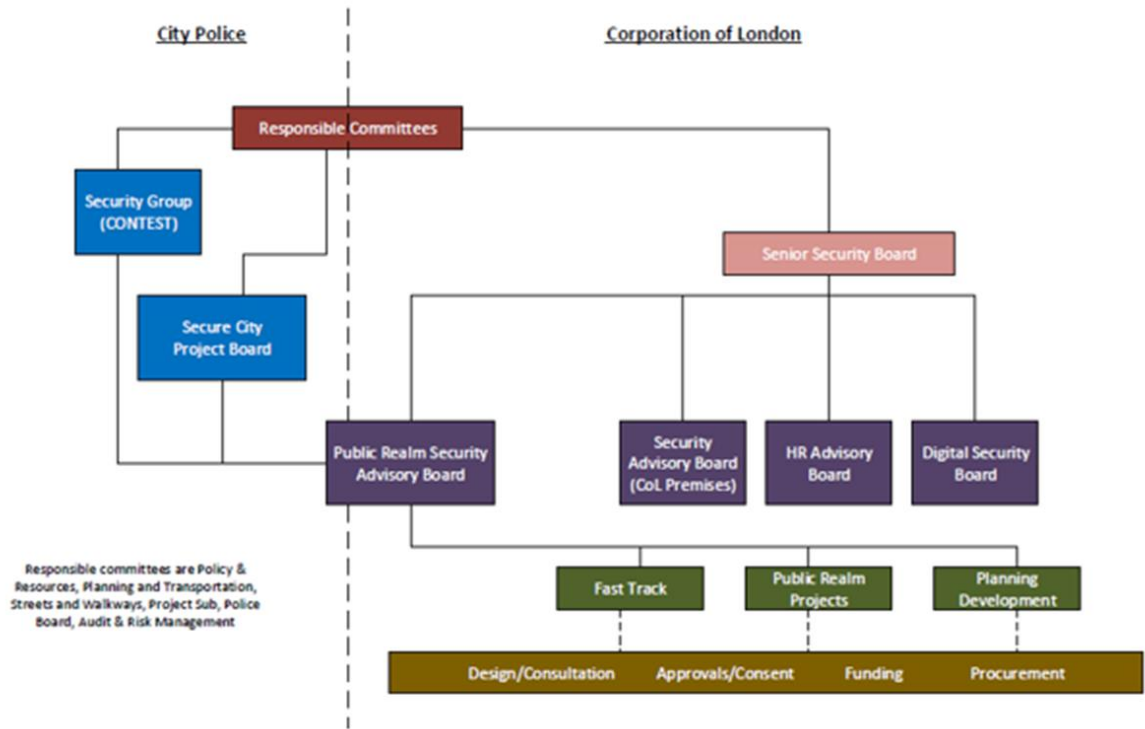 City Police
Corporation of London
Responsible Committees
Security Group
(CONTEST)
Senior Security Board
Secure City
Project Board
Public Realm Security
Advisory Board
Security
Advisory Board
(CoL Premises)
HR Advisory
Board
Digital Security
Board
Responsible committees are Policy &
Resources, Planning and Transportation,
Streets and Walkways, Project Sub, Police
Board, Audit & Risk Management
Fast Track
Public Realm
Projects
Planning
Development
Design/Consultation
Approvals/Consent
Funding
Procurement